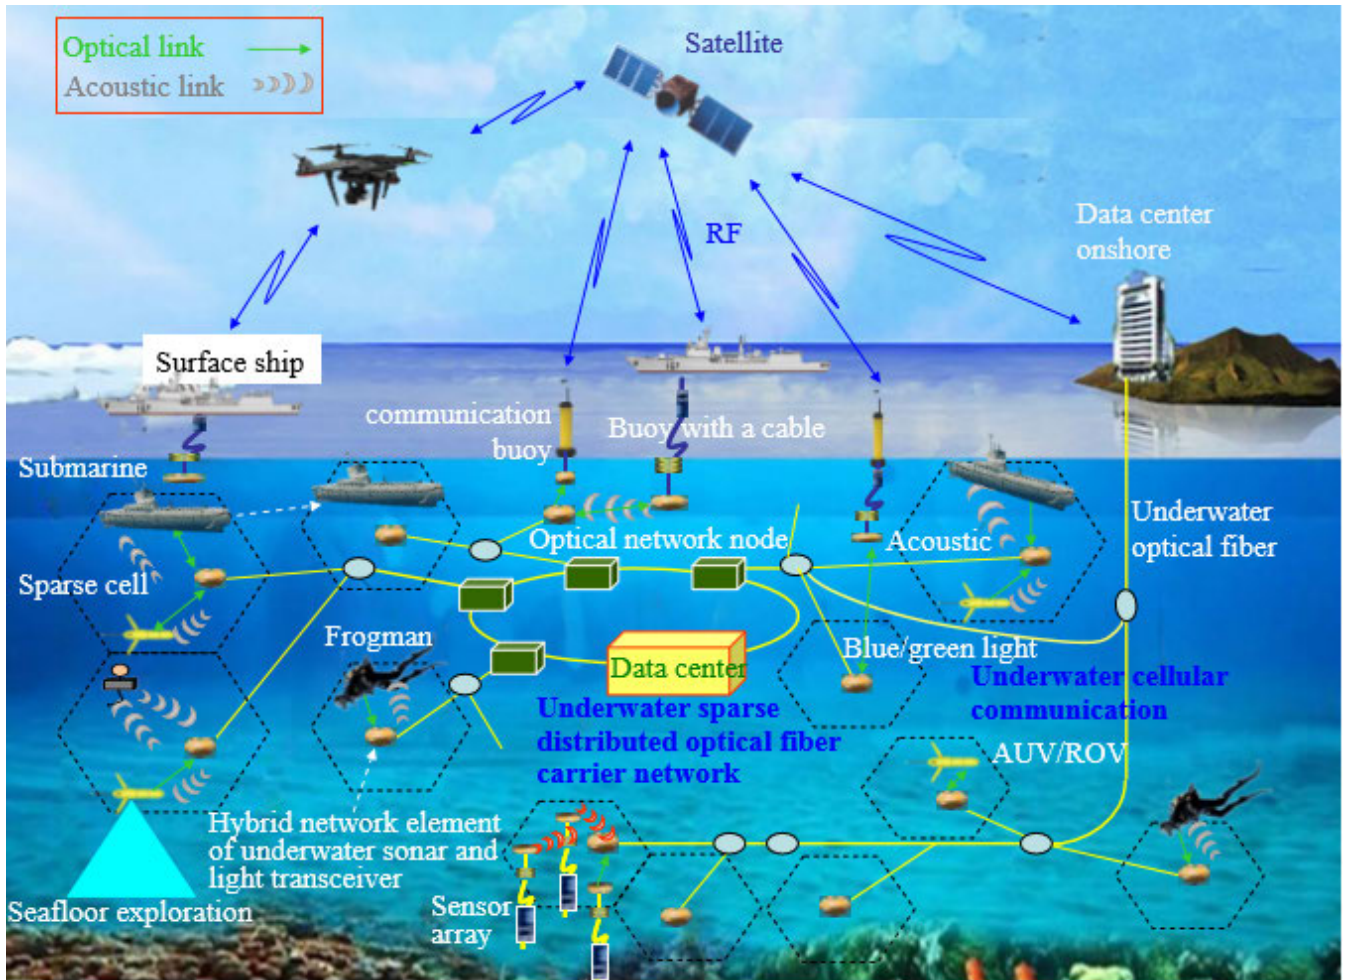 Optical link
Acoustic link
Satellite
RF
Data center
onshore
Surface ship
communication
buoy
Buoy with a cable
Submarine
Optical network node
Acoustic
Underwater
optical fiber
Sparse cell
Frogman
Data center
Blue/green light
Underwater cellular
communication
Underwater sparse
distributed optical fiber
carrier network
AUV/ROV
Hybrid network element
of underwater sonar and
light transceiver
Seafloor exploration
Sensor
array